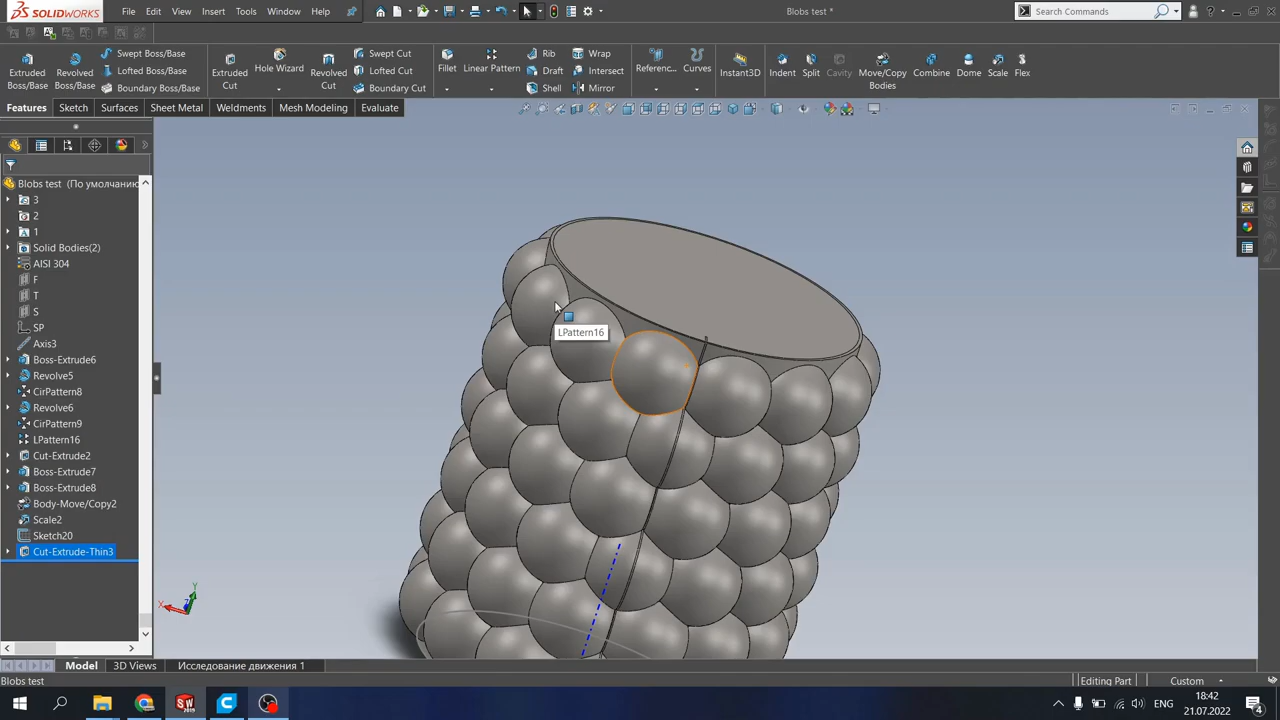 SOLIDWORKS
File Edit View Insert Tools Window Help
Blobs test *
Search Commands
Extruded Boss/Base
Revolved Boss/Base
Swept Boss/Base
Lofted Boss/Base
Boundary Boss/Base
Extruded Cut
Hole Wizard
Revolved Cut
Swept Cut
Lofted Cut
Boundary Cut
Fillet
Linear Pattern
Rib
Draft
Shell
Wrap
Intersect
Mirror
Referenc...
Curves
Instant3D
Indent
Split
Cavity
Move/Copy Bodies
Combine
Dome
Scale
Flex
Features Sketch Surfaces Sheet Metal Weldments Mesh Modeling Evaluate
Blobs test (По умолчанию
3
2
1
Solid Bodies(2)
AISI 304
F
T
S
SP
Axis3
Boss-Extrude6
Revolve5
CirPattern8
Revolve6
CirPattern9
LPattern16
Cut-Extrude2
Boss-Extrude7
Boss-Extrude8
Body-Move/Copy2
Scale2
Sketch20
Cut-Extrude-Thin3
LPattern16
Y
X
Z
Model 3D Views Исследование движения 1
Blobs test
Editing Part
Custom
ENG
18:42
21.07.2022
4